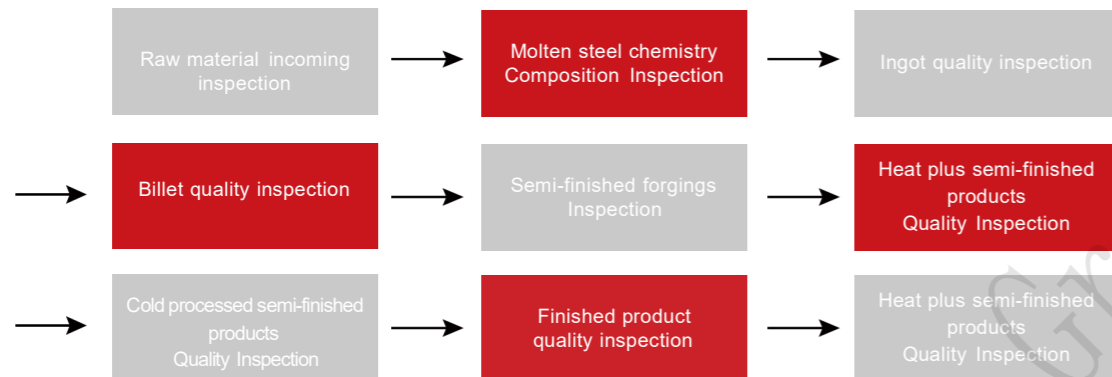 Raw material incoming
inspection
Molten steel chemistry
Composition Inspection
Ingot quality inspection
Billet quality inspection
Semi-finished forgings
Inspection
Heat plus semi-finished
products
Quality Inspection
Cold processed semi-finished
products
Quality Inspection
Finished product
quality inspection
Heat plus semi-finished
products
Quality Inspection
Gr